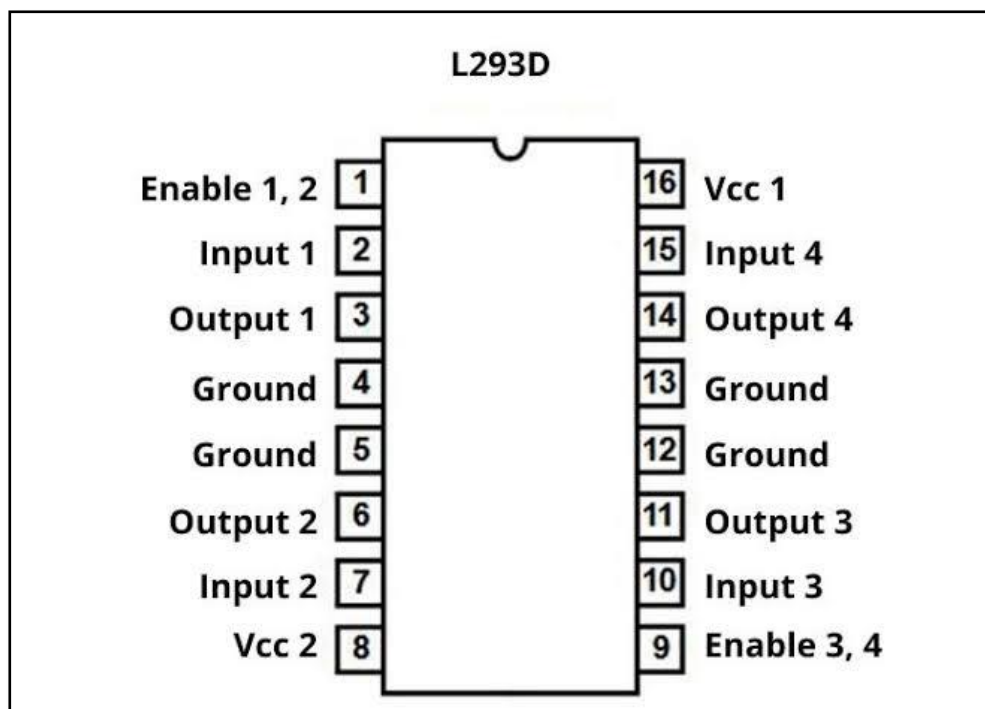 L293D
Enable 1, 2 1 16 Vcc 1
Input 1 2 15 Input 4
Output 1 3 14 Output 4
Ground 4 13 Ground
Ground 5 12 Ground
Output 2 6 11 Output 3
Input 2 7 10 Input 3
Vcc 2 8 9 Enable 3, 4